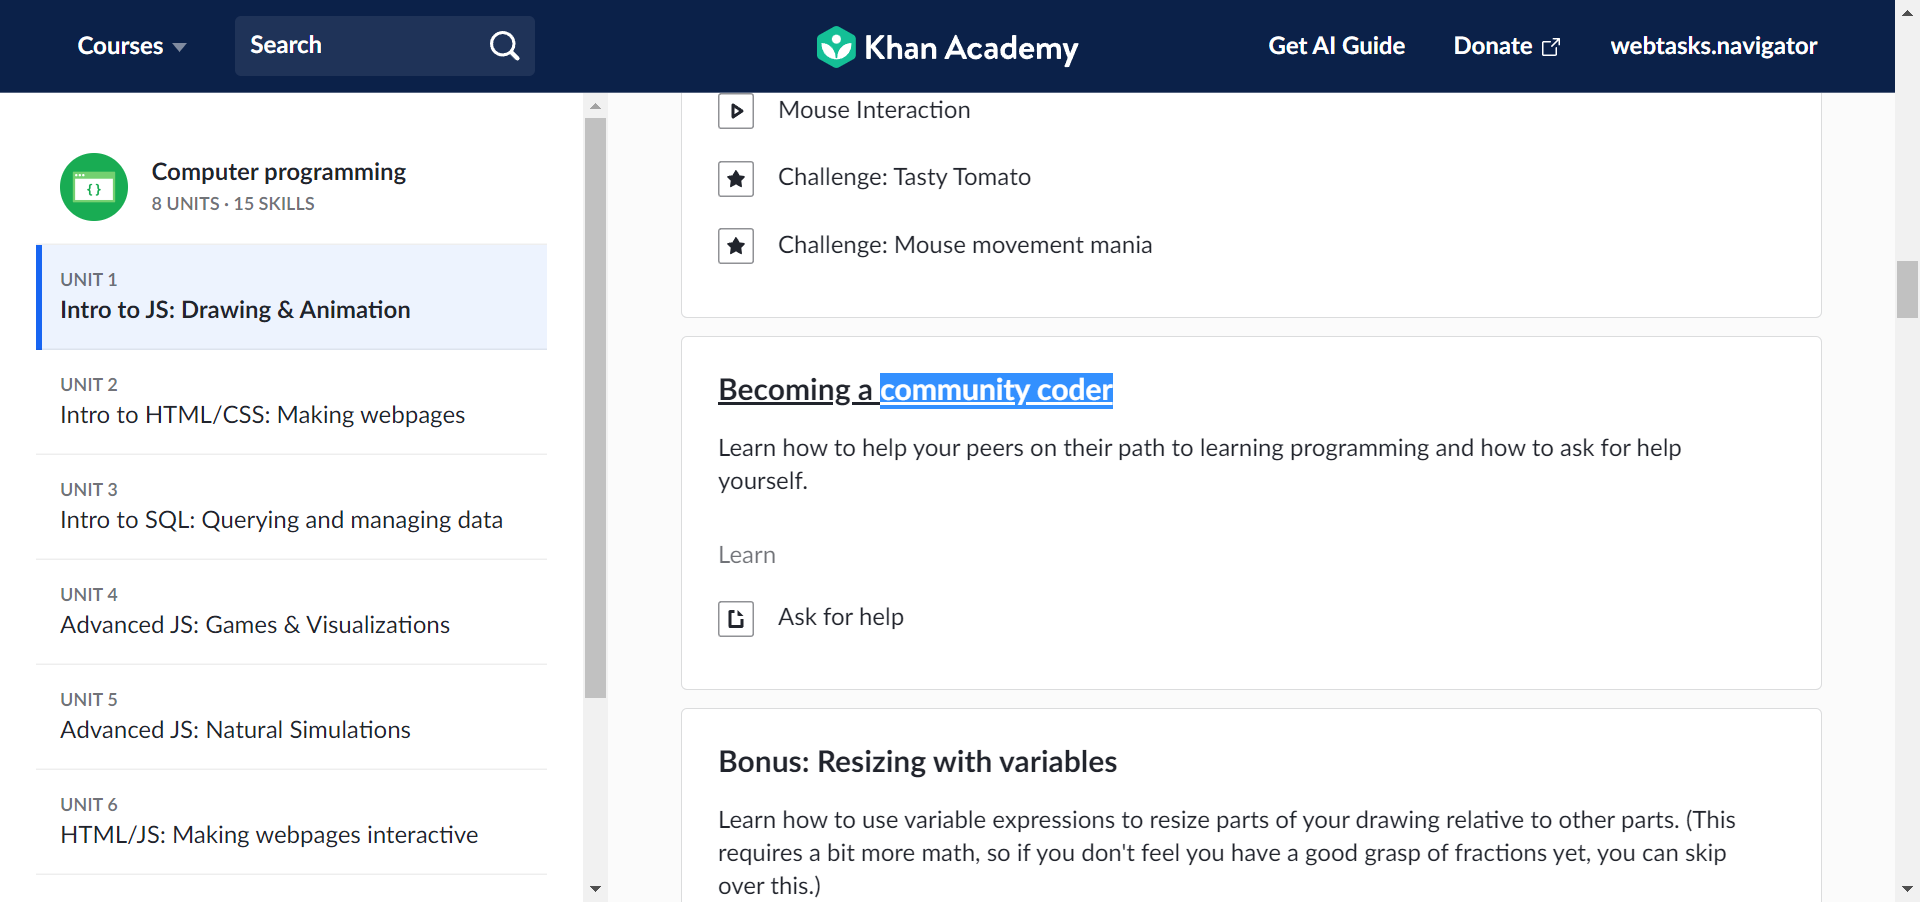 Courses
Search
Khan Academy
Get AI Guide
Donate
webtasks.navigator
Computer programming
8 UNITS · 15 SKILLS
UNIT 1
Intro to JS: Drawing & Animation
UNIT 2
Intro to HTML/CSS: Making webpages
UNIT 3
Intro to SQL: Querying and managing data
UNIT 4
Advanced JS: Games & Visualizations
UNIT 5
Advanced JS: Natural Simulations
UNIT 6
HTML/JS: Making webpages interactive
Mouse Interaction
Challenge: Tasty Tomato
Challenge: Mouse movement mania
Becoming a community coder
Learn how to help your peers on their path to learning programming and how to ask for help
yourself.
Learn
Ask for help
Bonus: Resizing with variables
Learn how to use variable expressions to resize parts of your drawing relative to other parts. (This
requires a bit more math, so if you don't feel you have a good grasp of fractions yet, you can skip
over this.)